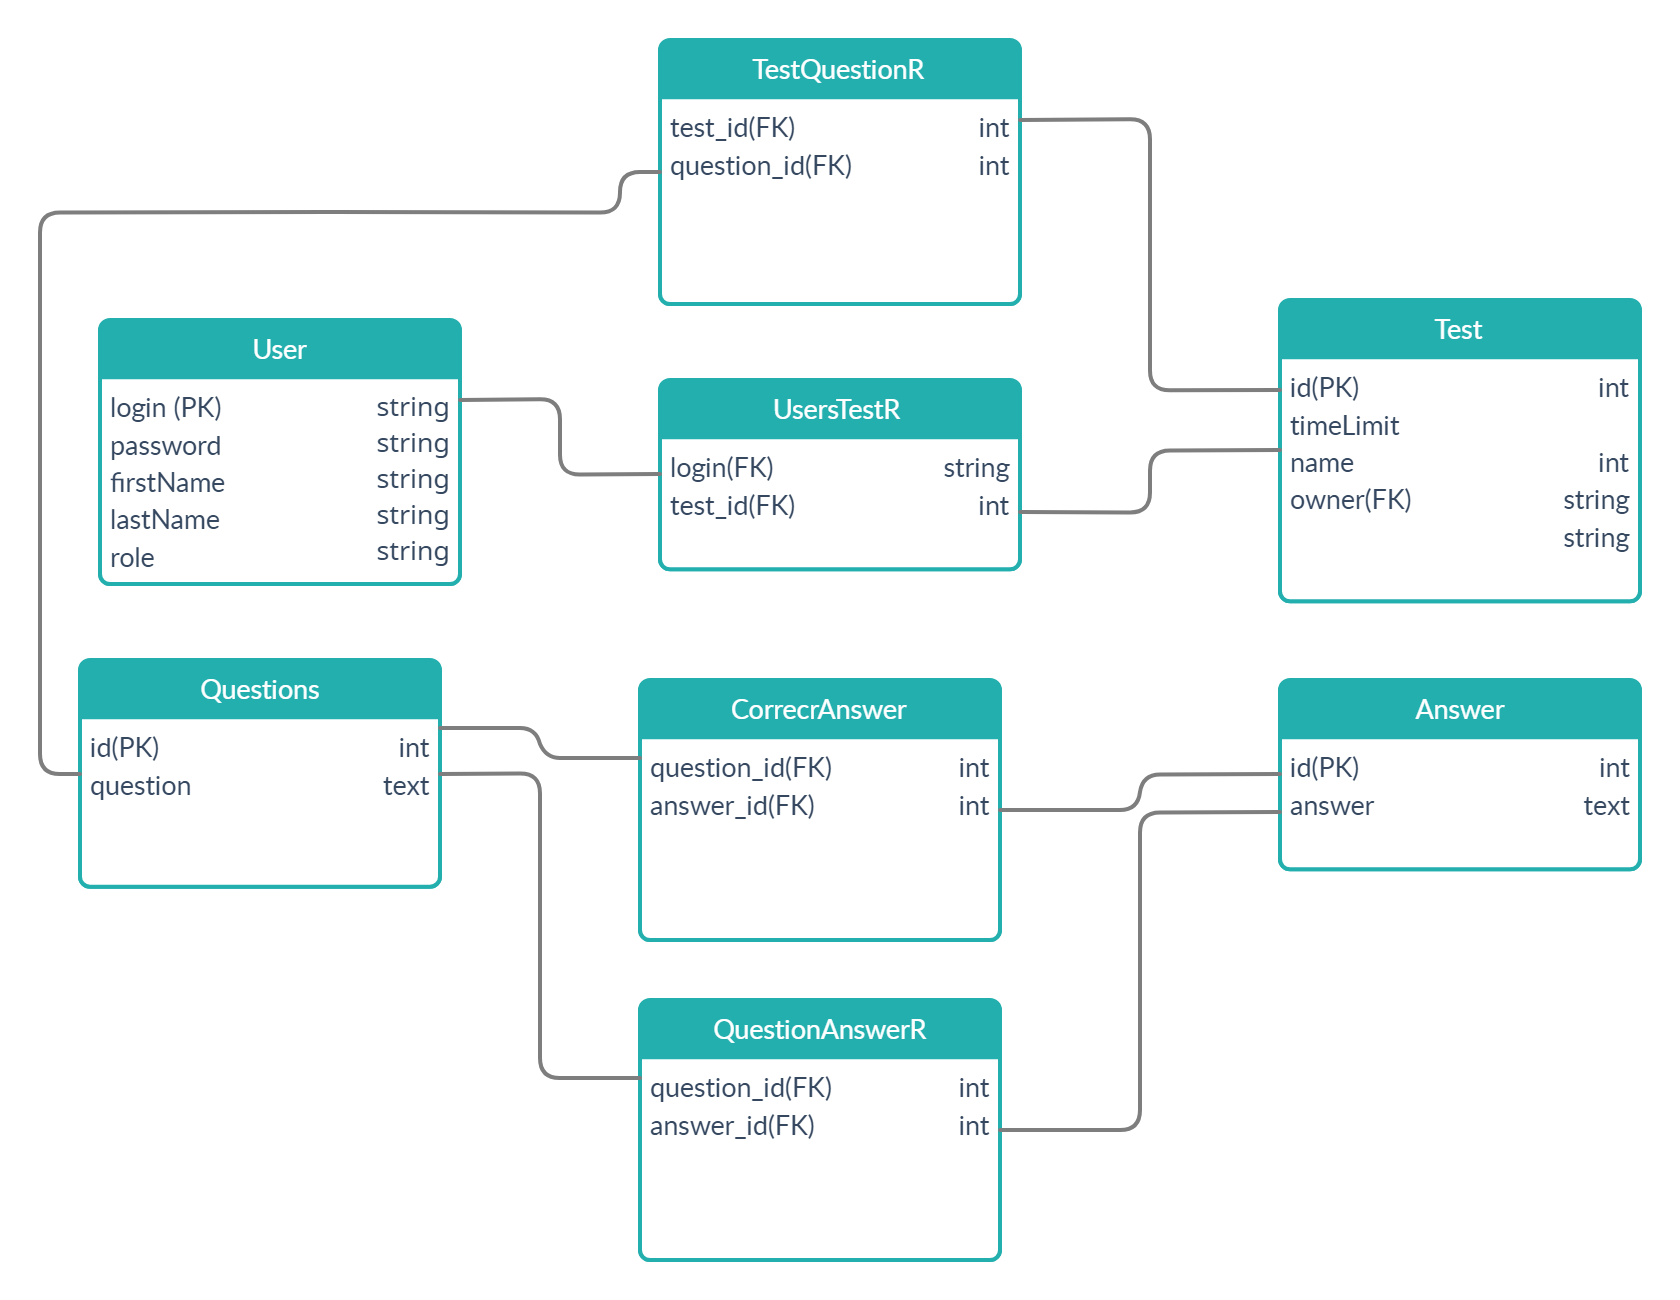 TestQuestionR
test_id(FK) int
question_id(FK) int
User
login (PK) string
password string
firstName string
lastName string
role string
UsersTestR
login(FK) string
test_id(FK) int
Test
id(PK) int
timeLimit
name int
owner(FK) string
string
Questions
id(PK) int
question text
CorrecrAnswer
question_id(FK) int
answer_id(FK) int
Answer
id(PK) int
answer text
QuestionAnswerR
question_id(FK) int
answer_id(FK) int